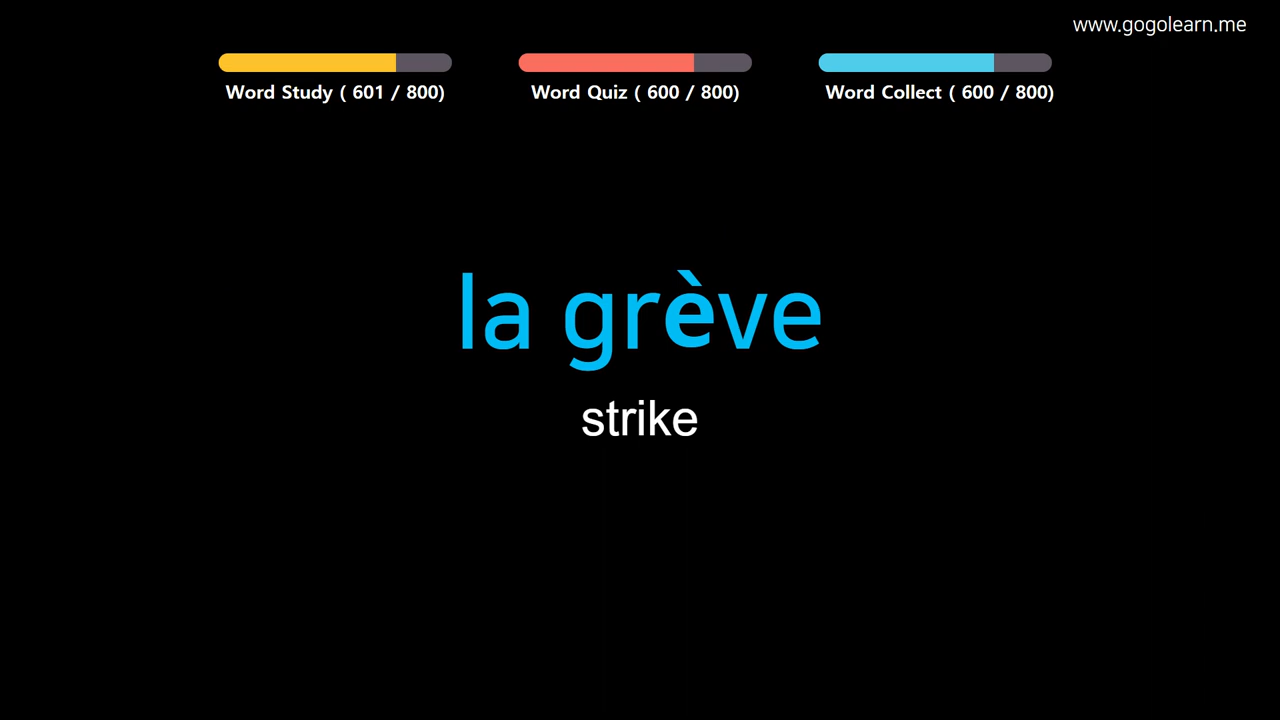 www.gogolearn.me
Word Study ( 601 / 800)
Word Quiz ( 600 / 800)
Word Collect ( 600 / 800)
la grève
strike